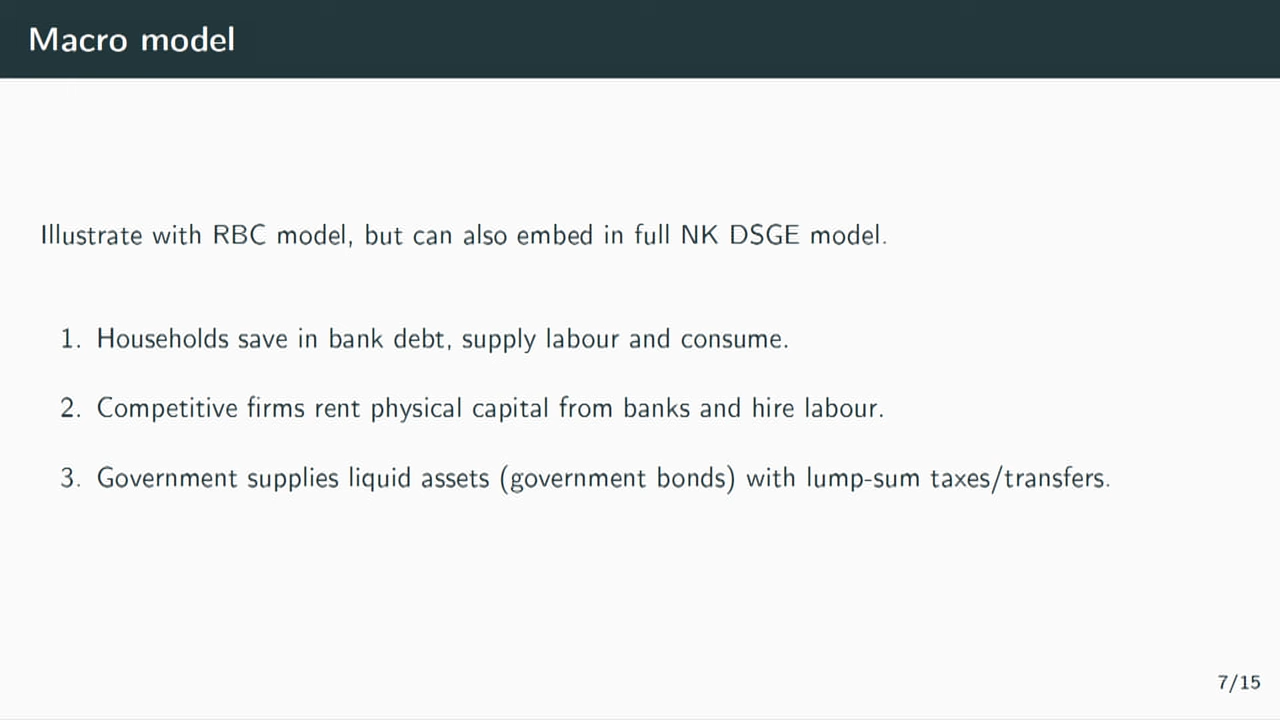 Macro model
Illustrate with RBC model, but can also embed in full NK DSGE model.
1. Households save in bank debt, supply labour and consume.
2. Competitive firms rent physical capital from banks and hire labour.
3. Government supplies liquid assets (government bonds) with lump-sum taxes/transfers.
7/15